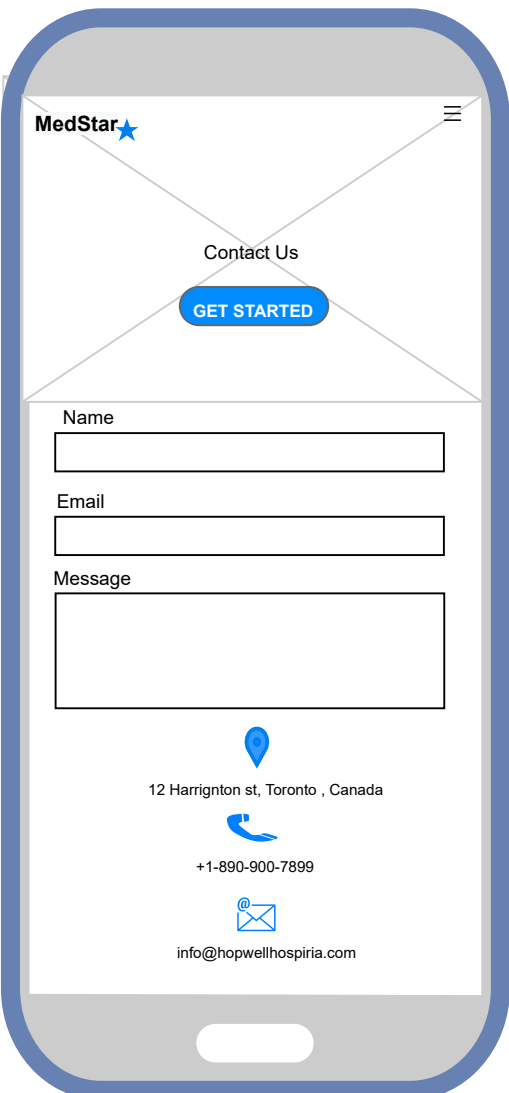 MedStar
Contact Us
GET STARTED
Name
Email
Message
12 Harrignton st, Toronto , Canada
+1-890-900-7899
@
info@hopwellhospiria.com